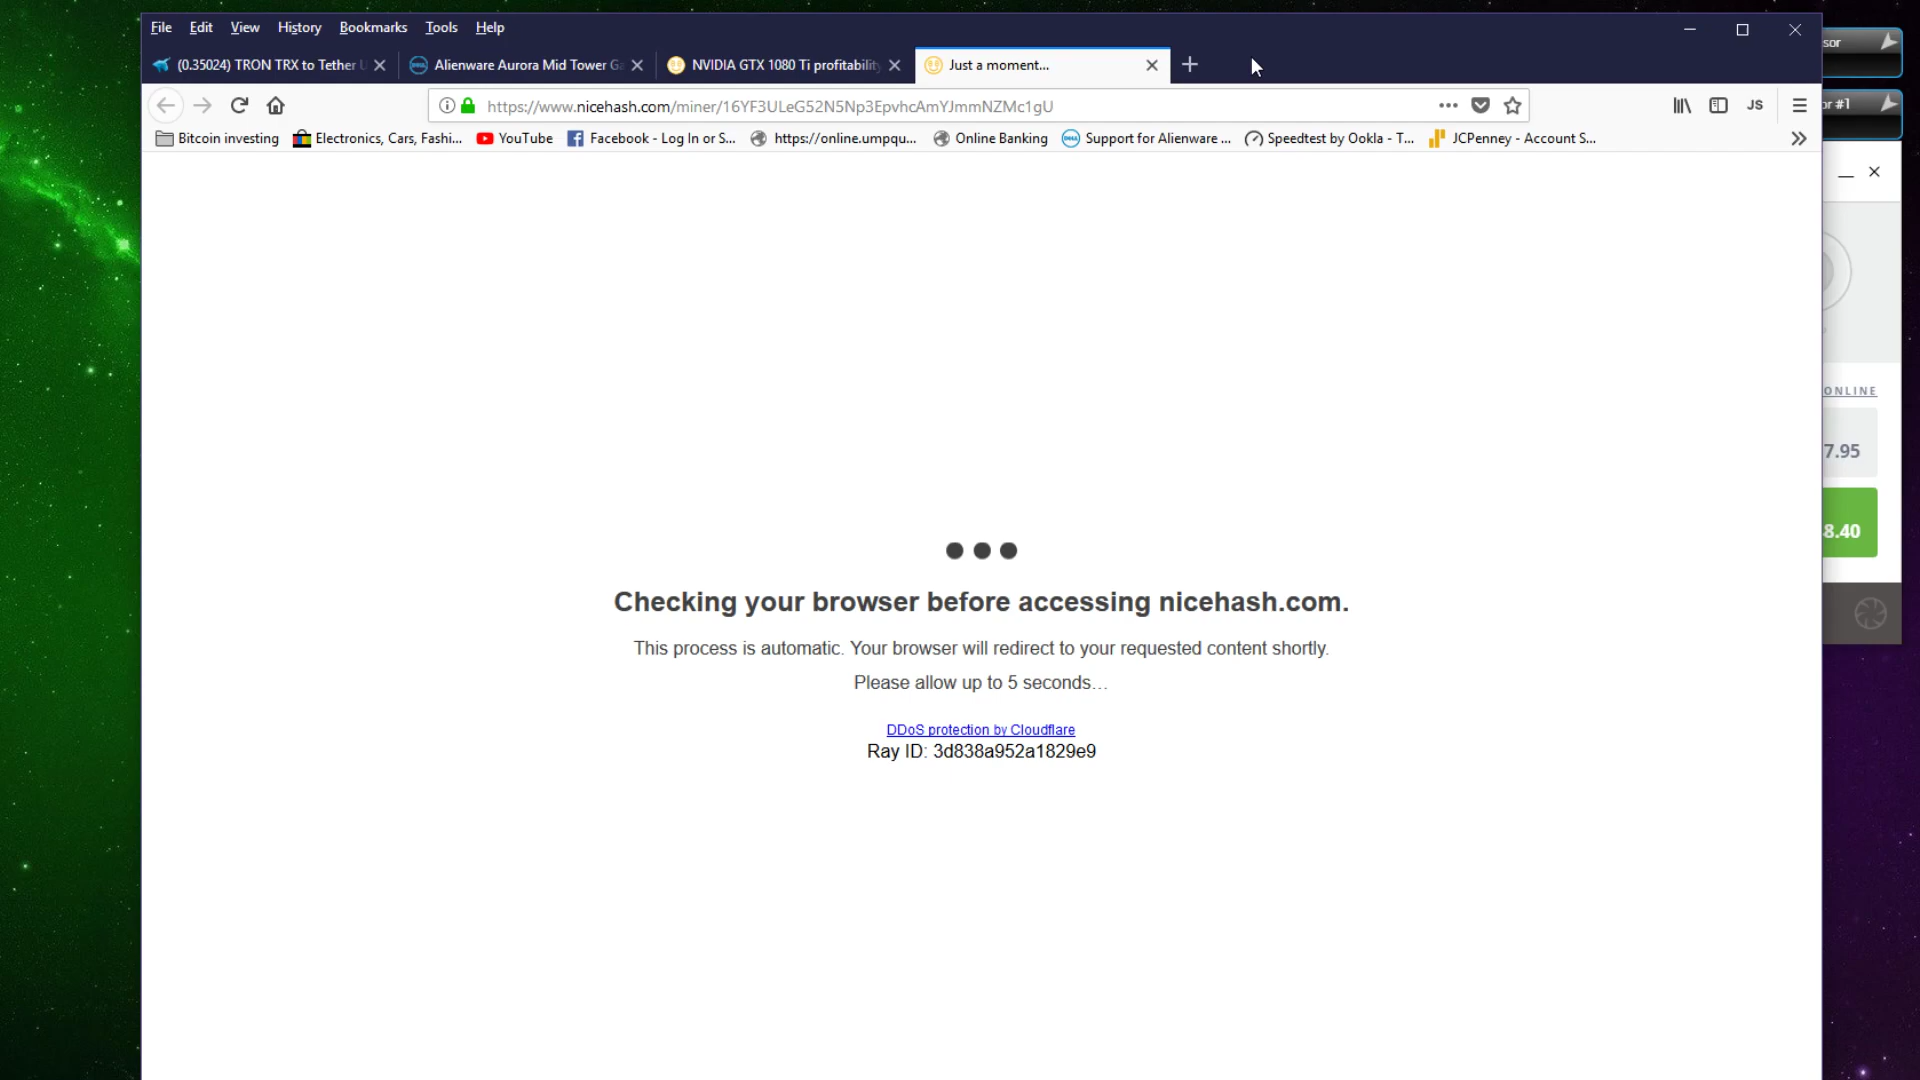 File Edit View History Bookmarks Tools Help
(0.35024) TRON TRX to Tether U
Alienware Aurora Mid Tower Ga
NVIDIA GTX 1080 Ti profitability
Just a moment...
sor
https://www.nicehash.com/miner/16YF3ULeG52N5Np3EpvhcAmYJmmNZMc1gU
JS
or #1
Bitcoin investing
Electronics, Cars, Fashi...
YouTube
Facebook - Log In or S...
https://online.umpqu...
Online Banking
Support for Alienware ...
Speedtest by Ookla - T...
JCPenney - Account S...
ONLINE
7.95
8.40
Checking your browser before accessing nicehash.com.
This process is automatic. Your browser will redirect to your requested content shortly.
Please allow up to 5 seconds…
DDoS protection by Cloudflare
Ray ID: 3d838a952a1829e9